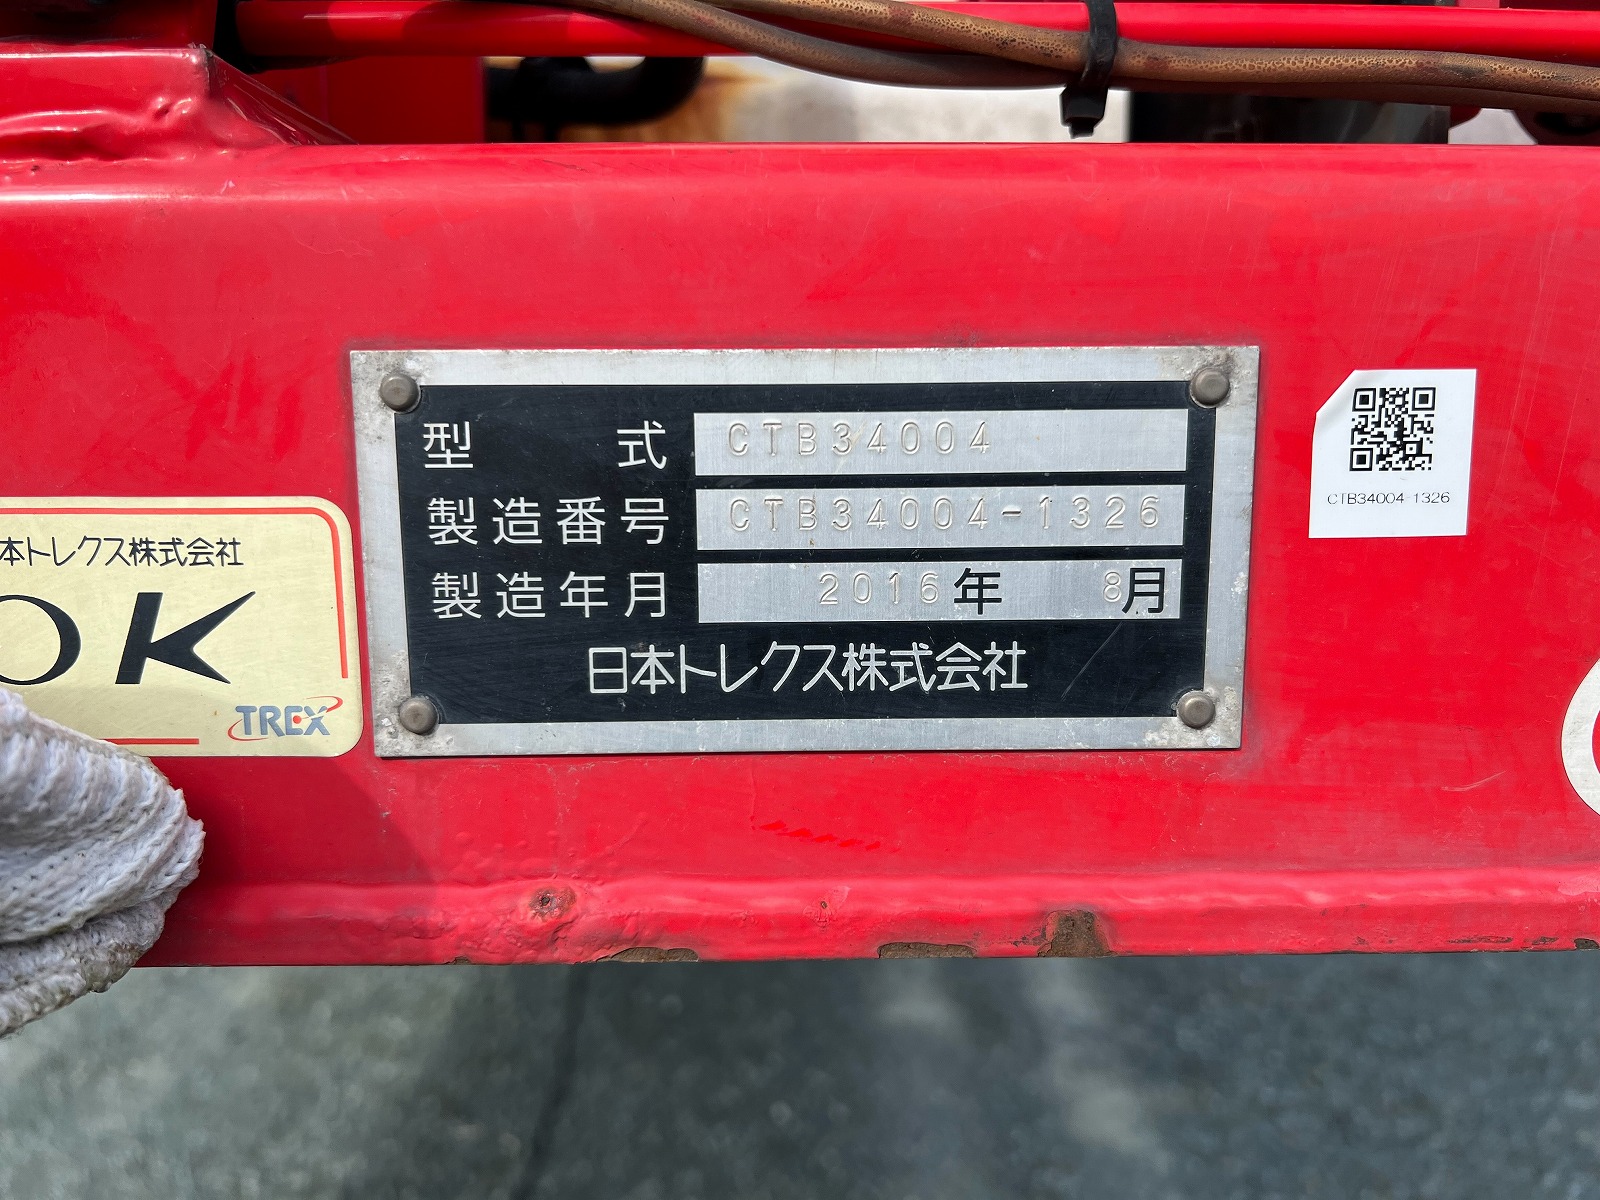 型式 CTB34004
製造番号 CTB34004-1326
製造年月 2016年 8月
日本トレクス株式会社
CTB34004-1326
本トレクス株式会社
OK
TREX